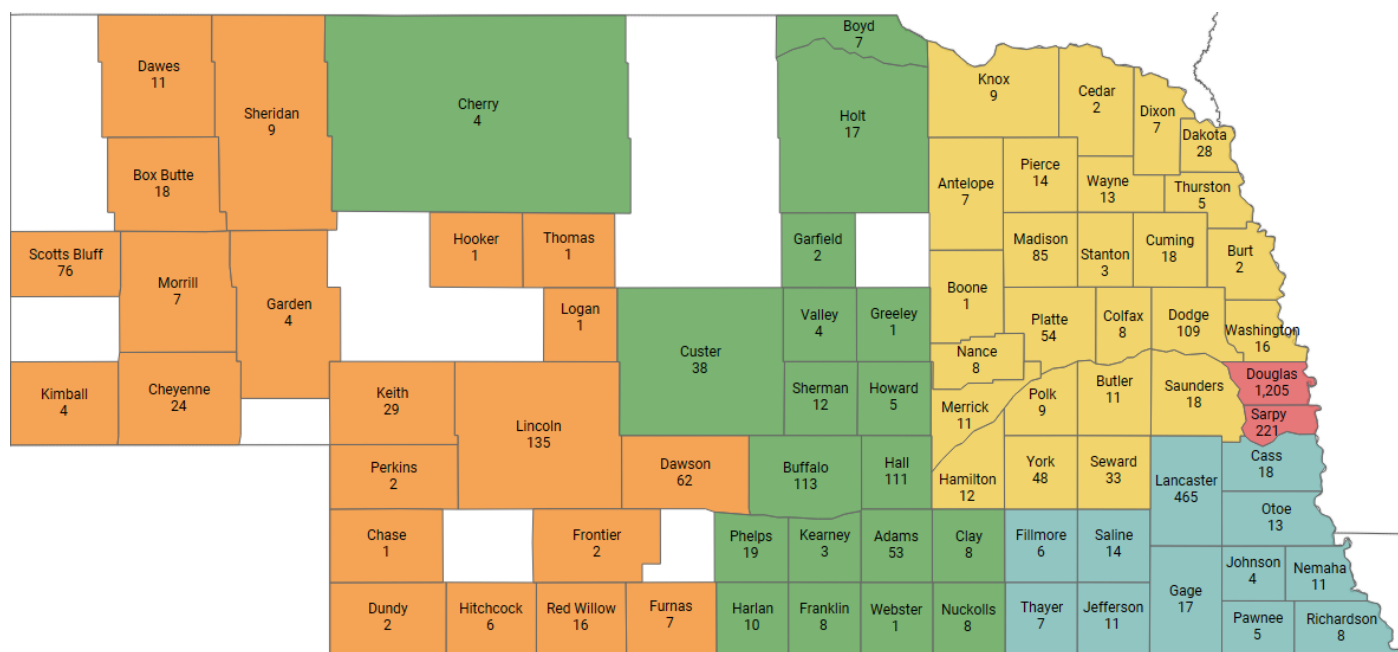 Boyd
7
Dawes
11
Sheridan
9
Cherry
4
Holt
17
Knox
9
Cedar
2
Dixon
7
Dakota
28
Box Butte
18
Antelope
7
Pierce
14
Wayne
13
Thurston
5
Scotts Bluff
76
Morrill
7
Garden
4
Hooker
1
Thomas
1
Garfield
2
Madison
85
Stanton
3
Cuming
18
Burt
2
Logan
1
Custer
38
Valley
4
Greeley
1
Boone
1
Platte
54
Colfax
8
Dodge
109
Washington
16
Nance
8
Kimball
4
Cheyenne
24
Keith
29
Lincoln
135
Sherman
12
Howard
5
Merrick
11
Polk
9
Butler
11
Saunders
18
Douglas
1,205
Sarpy
221
Perkins
2
Dawson
62
Buffalo
113
Hall
111
Hamilton
12
York
48
Seward
33
Lancaster
465
Cass
18
Otoe
13
Chase
1
Frontier
2
Phelps
19
Kearney
3
Adams
53
Clay
8
Fillmore
6
Saline
14
Johnson
4
Nemaha
11
Gage
17
Dundy
2
Hitchcock
6
Red Willow
16
Furnas
7
Harlan
10
Franklin
8
Webster
1
Nuckolls
8
Thayer
7
Jefferson
11
Pawnee
5
Richardson
8